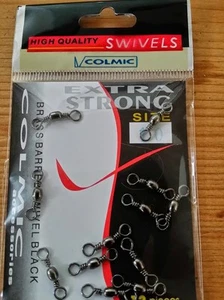 HIGH QUALITY SWIVELS
COLMIC
EXTRA
STRONG
SIZE
BRASS BARREL SWIVEL BLACK
COLMIC